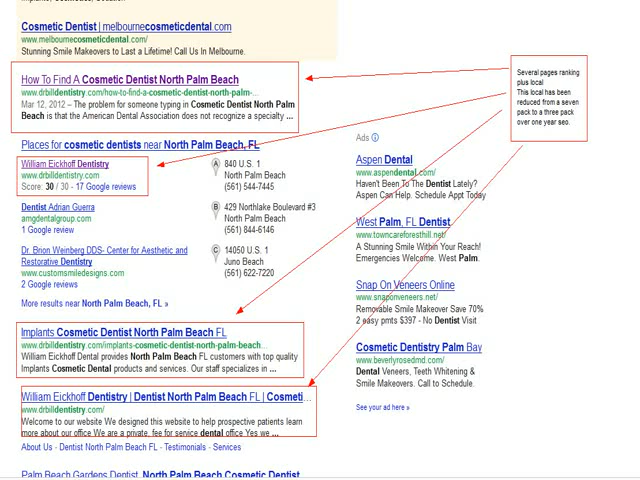 Cosmetic Dentist | melbournecosmeticdental.com
www.melbournecosmeticdental.com/
Stunning Smile Makeovers to Last a Lifetime! Call Us In Melbourne.
How To Find A Cosmetic Dentist North Palm Beach
www.drbilldentistry.com/how-to-find-a-cosmetic-dentist-north-palm-...
Mar 12, 2012 – The problem for someone typing in Cosmetic Dentist North Palm
Beach is that the American Dental Association does not recognize a specialty ...
Several pages ranking
plus local
This local has been
reduced from a seven
pack to a three pack
over one year seo.
Places for cosmetic dentists near North Palm Beach, FL
William Eickhoff Dentistry
www.drbilldentistry.com
Score: 30 / 30 - 17 Google reviews
A 840 U.S. 1
North Palm Beach
(561) 544-7445
Dentist Adrian Guerra
amgdentalgroup.com
1 Google review
B 429 Northlake Boulevard #3
North Palm Beach
(561) 844-6146
Dr. Brion Weinberg DDS- Center for Aesthetic and
Restorative Dentistry
www.customsmiledesigns.com
2 Google reviews
C 14050 U.S. 1
Juno Beach
(561) 622-7220
More results near North Palm Beach, FL »
Implants Cosmetic Dentist North Palm Beach FL
www.drbilldentistry.com/implants-cosmetic-dentist-north-palm-beach...
William Eickhoff Dental provides North Palm Beach FL customers with top quality
Implants Cosmetic Dental products and services. Our staff specializes in ...
William Eickhoff Dentistry | Dentist North Palm Beach FL | Cosmeti...
www.drbilldentistry.com/
Welcome to our website We designed this website to help prospective patients learn
more about our office We are a private, fee for service dental office Yes we ...
About Us - Dentist North Palm Beach FL - Testimonials - Services
Palm Beach Gardens Dentist, North Palm Beach Cosmetic Dentist
Ads
Aspen Dental
www.aspendental.com/
Haven't Been To The Dentist Lately?
Aspen Can Help. Schedule Appt Today
West Palm, FL Dentist
www.towncareforesthill.net/
A Stunning Smile Within Your Reach!
Emergencies Welcome. West Palm.
Snap On Veneers Online
www.snaponveneers.net/
Removable Smile Makeover Save 70%
2 easy pmts $397 - No Dentist Visit
Cosmetic Dentistry Palm Bay
www.beverlyrosedmd.com/
Dental Veneers, Teeth Whitening &
Smile Makeovers. Call to Schedule.
See your ad here »